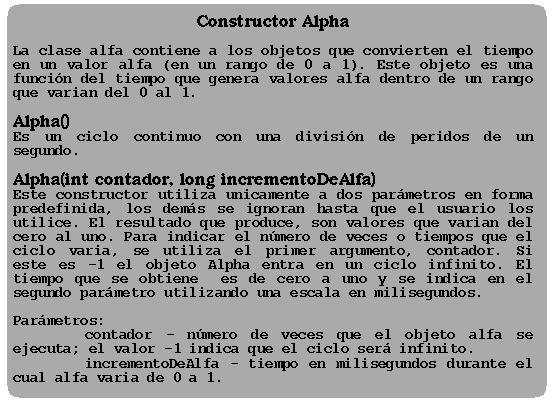 Constructor Alpha
La clase alfa contiene a los objetos que convierten el tiempo
en un valor alfa (en un rango de 0 a 1). Este objeto es una
función del tiempo que genera valores alfa dentro de un rango
que varian del 0 al 1.
Alpha()
Es un ciclo continuo con una división de peridos de un
segundo.
Alpha(int contador, long incrementoDeAlfa)
Este constructor utiliza unicamente a dos parámetros en forma
predefinida, los demás se ignoran hasta que el usuario los
utilice. El resultado que produce, son valores que varian del
cero al uno. Para indicar el número de veces o tiempos que el
ciclo varia, se utiliza el primer argumento, contador. Si
este es -1 el objeto Alpha entra en un ciclo infinito. El
tiempo que se obtiene es de cero a uno y se indica en el
segundo parámetro utilizando una escala en milisegundos.
Parámetros:
contador - número de veces que el objeto alfa se
ejecuta; el valor -1 indica que el ciclo será infinito.
incrementoDeAlfa - tiempo en milisegundos durante el
cual alfa varia de 0 a 1.